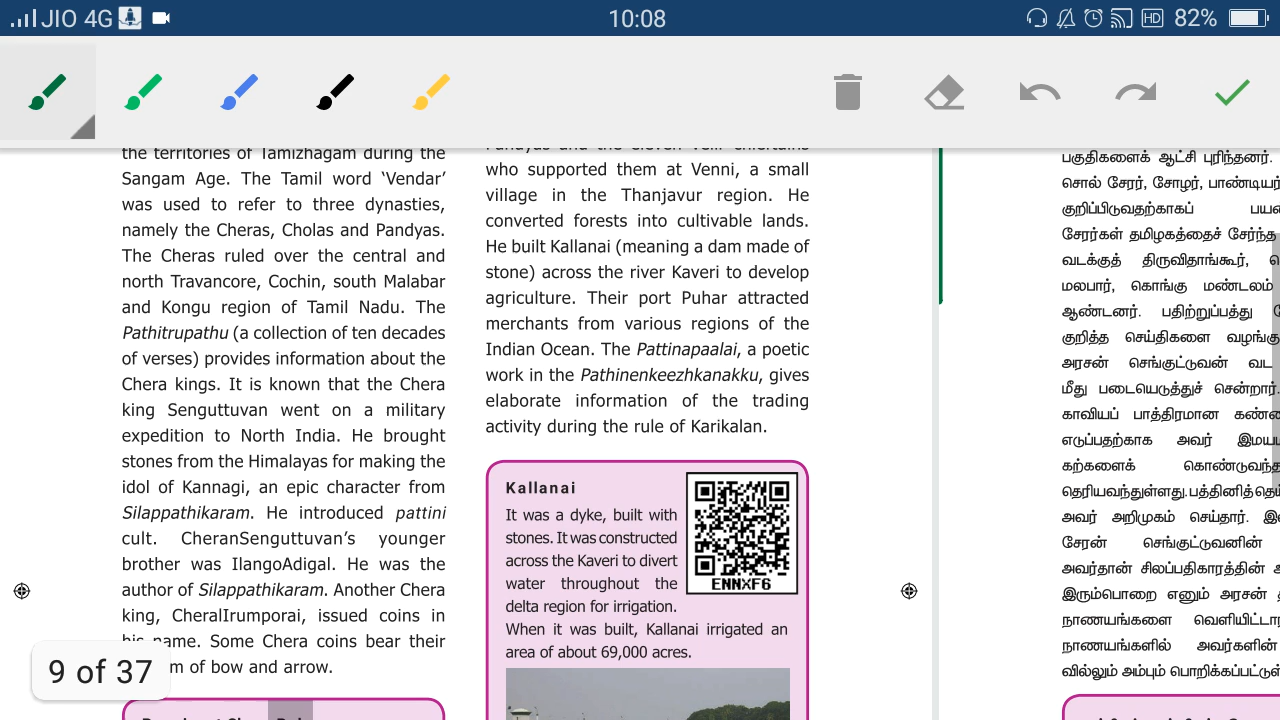 JIO 4G 10:08 HD 82%
the territories of Tamizhagam during the
Sangam Age. The Tamil word ‘Vendar’
was used to refer to three dynasties,
namely the Cheras, Cholas and Pandyas.
The Cheras ruled over the central and
north Travancore, Cochin, south Malabar
and Kongu region of Tamil Nadu. The
Pathitrupathu (a collection of ten decades
of verses) provides information about the
Chera kings. It is known that the Chera
king Senguttuvan went on a military
expedition to North India. He brought
stones from the Himalayas for making the
idol of Kannagi, an epic character from
Silappathikaram. He introduced pattini
cult. CheranSenguttuvan’s younger
brother was IlangoAdigal. He was the
author of Silappathikaram. Another Chera
king, CheralIrumporai, issued coins in
his name. Some Chera coins bear their
of bow and arrow.
9 of 37
who supported them at Venni, a small
village in the Thanjavur region. He
converted forests into cultivable lands.
He built Kallanai (meaning a dam made of
stone) across the river Kaveri to develop
agriculture. Their port Puhar attracted
merchants from various regions of the
Indian Ocean. The Pattinapaalai, a poetic
work in the Pathinenkeezhkanakku, gives
elaborate information of the trading
activity during the rule of Karikalan.
Kallanai
It was a dyke, built with
stones. It was constructed
across the Kaveri to divert
water throughout the
delta region for irrigation.
When it was built, Kallanai irrigated an
area of about 69,000 acres.
ENNXF6
பகுதிகளைக் ஆட்சி புரிந்தனர்.
சொல் சேரர், சோழர், பாண்டியர்
குறிப்பிடுவதற்காகப்
சேரர்கள் தமிழகத்தைச் சேர்ந்த
வடக்குத் திருவிதாங்கூர்,
மலபார், கொங்கு மண்டலம்
ஆண்டனர். பதிற்றுப்பத்து
குறித்த செய்திகளை
அரசன் செங்குட்டுவன் வட
மீது படையெடுத்துச் சென்றார்.
காவியப் பாத்திரமான
எடுப்பதற்காக அவர்
கற்களைக்
தெரியவந்துள்ளது.
அவர் அறிமுகம் செய்தார்.
சேரன் செங்குட்டுவனின்
அவர்தான் சிலப்பதிகாரத்தின்
இரும்பொறை எனும் அரசன்
நாணயங்களை
நாணயங்களில் அவர்களின்
வில்லும் அம்பும்